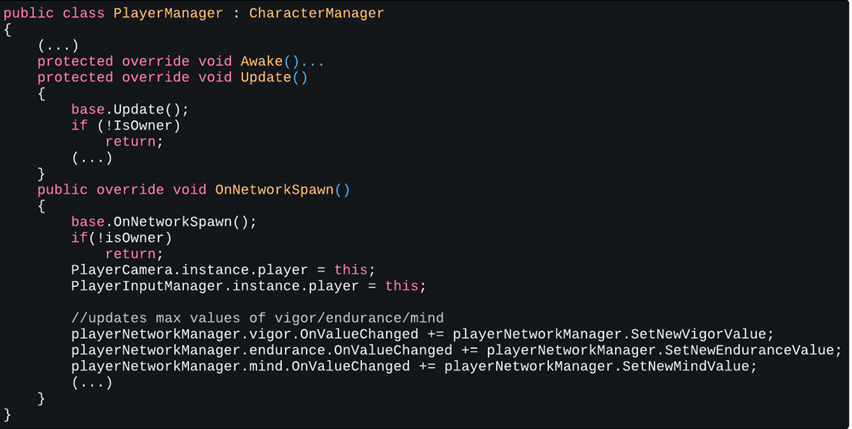 public class PlayerManager : CharacterManager
{
    (...)
    protected override void Awake()...
    protected override void Update()
    {
        base.Update();
        if (!IsOwner)
            return;
        (...)
    }
    public override void OnNetworkSpawn()
    {
        base.OnNetworkSpawn();
        if(!isOwner)
            return;
        PlayerCamera.instance.player = this;
        PlayerInputManager.instance.player = this;

        //updates max values of vigor/endurance/mind
        playerNetworkManager.vigor.OnValueChanged += playerNetworkManager.SetNewVigorValue;
        playerNetworkManager.endurance.OnValueChanged += playerNetworkManager.SetNewEnduranceValue;
        playerNetworkManager.mind.OnValueChanged += playerNetworkManager.SetNewMindValue;
        (...)
    }
}